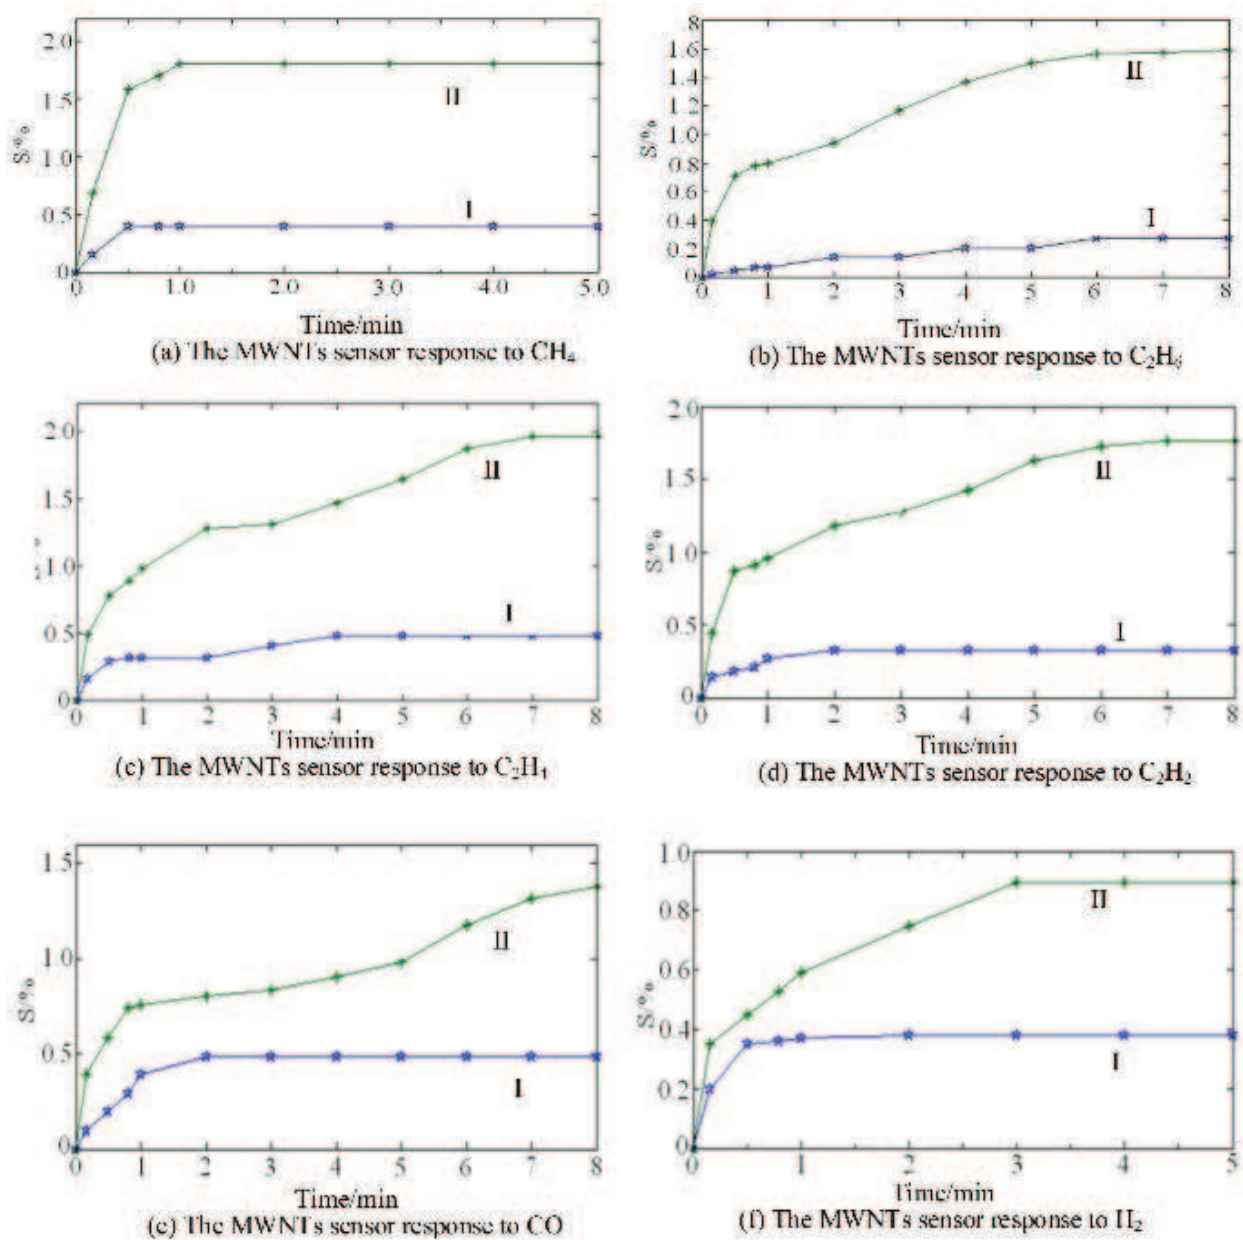 2.0
1.5
1.0
0.5
0
S/%
II
I
0 1.0 2.0 3.0 4.0 5.0
Time/min
(a) The MWNTs sensor response to CH4
8
1.6
1.4
1.2
1.0
0.8
0.6
0.4
0.2
0
S/%
II
I
0 1 2 3 4 5 6 7 8
Time/min
(b) The MWNTs sensor response to C2H6
2.0
1.5
1.0
0.5
0
II
I
0 1 2 3 4 5 6 7 8
Time/min
(c) The MWNTs sensor response to C2H4
2.0
1.5
1.0
0.5
0
S/%
II
I
0 1 2 3 4 5 6 7 8
Time/min
(d) The MWNTs sensor response to C2H2
1.5
1.0
0.5
0
S/%
II
I
0 1 2 3 4 5 6 7 8
Time/min
(e) The MWNTs sensor response to CO
1.0
0.8
0.6
0.4
0.2
0
S/%
II
I
0 1 2 3 4 5
Time/min
(f) The MWNTs sensor response to H2